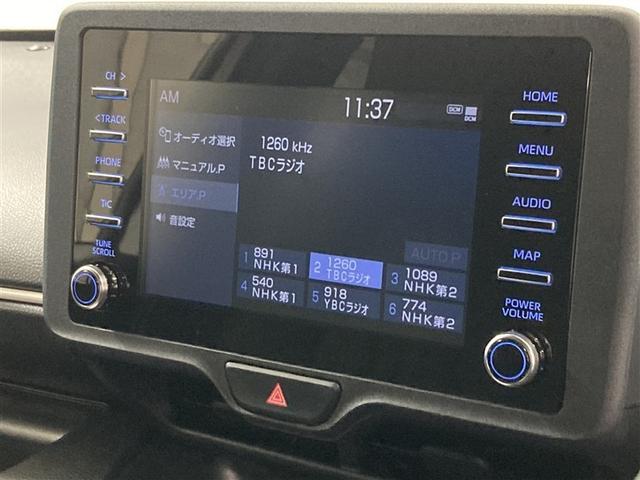 CH >
< TRACK
PHONE
T/C
TUNE
SCROLL
AM
11:37
DCM
オーディオ選択
マニュアル.P
エリア.P
音設定
1260 kHz
TBCラジオ
AUTO.P
1 891 NHK第1
2 1260 TBCラジオ
3 1089 NHK第2
4 540 NHK第1
5 918 YBCラジオ
6 774 NHK第2
HOME
MENU
AUDIO
MAP
POWER
VOLUME